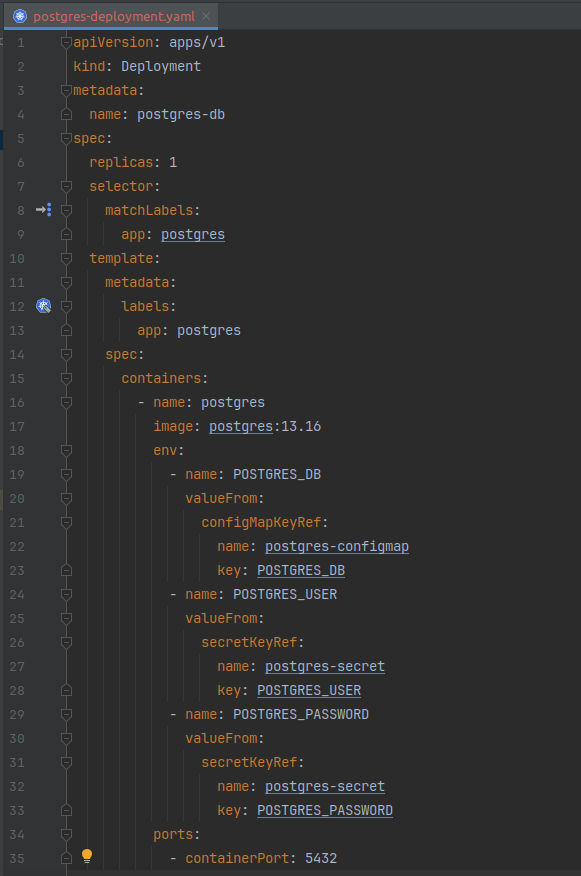 postgres-deployment.yaml
1 apiVersion: apps/v1
2 kind: Deployment
3 metadata:
4   name: postgres-db
5 spec:
6   replicas: 1
7   selector:
8     matchLabels:
9       app: postgres
10   template:
11     metadata:
12       labels:
13         app: postgres
14     spec:
15       containers:
16         - name: postgres
17           image: postgres:13.16
18           env:
19             - name: POSTGRES_DB
20               valueFrom:
21                 configMapKeyRef:
22                   name: postgres-configmap
23                   key: POSTGRES_DB
24             - name: POSTGRES_USER
25               valueFrom:
26                 secretKeyRef:
27                   name: postgres-secret
28                   key: POSTGRES_USER
29             - name: POSTGRES_PASSWORD
30               valueFrom:
31                 secretKeyRef:
32                   name: postgres-secret
33                   key: POSTGRES_PASSWORD
34           ports:
35             - containerPort: 5432